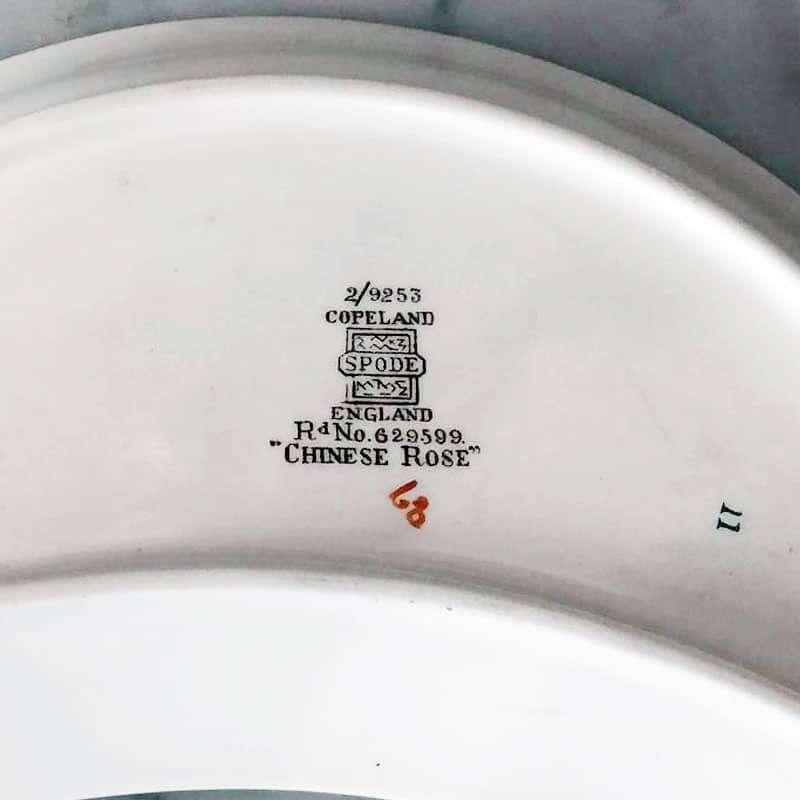 2/9253
COPELAND
SPODE
ENGLAND
Rd No. 629599.
"CHINESE ROSE"
68
11